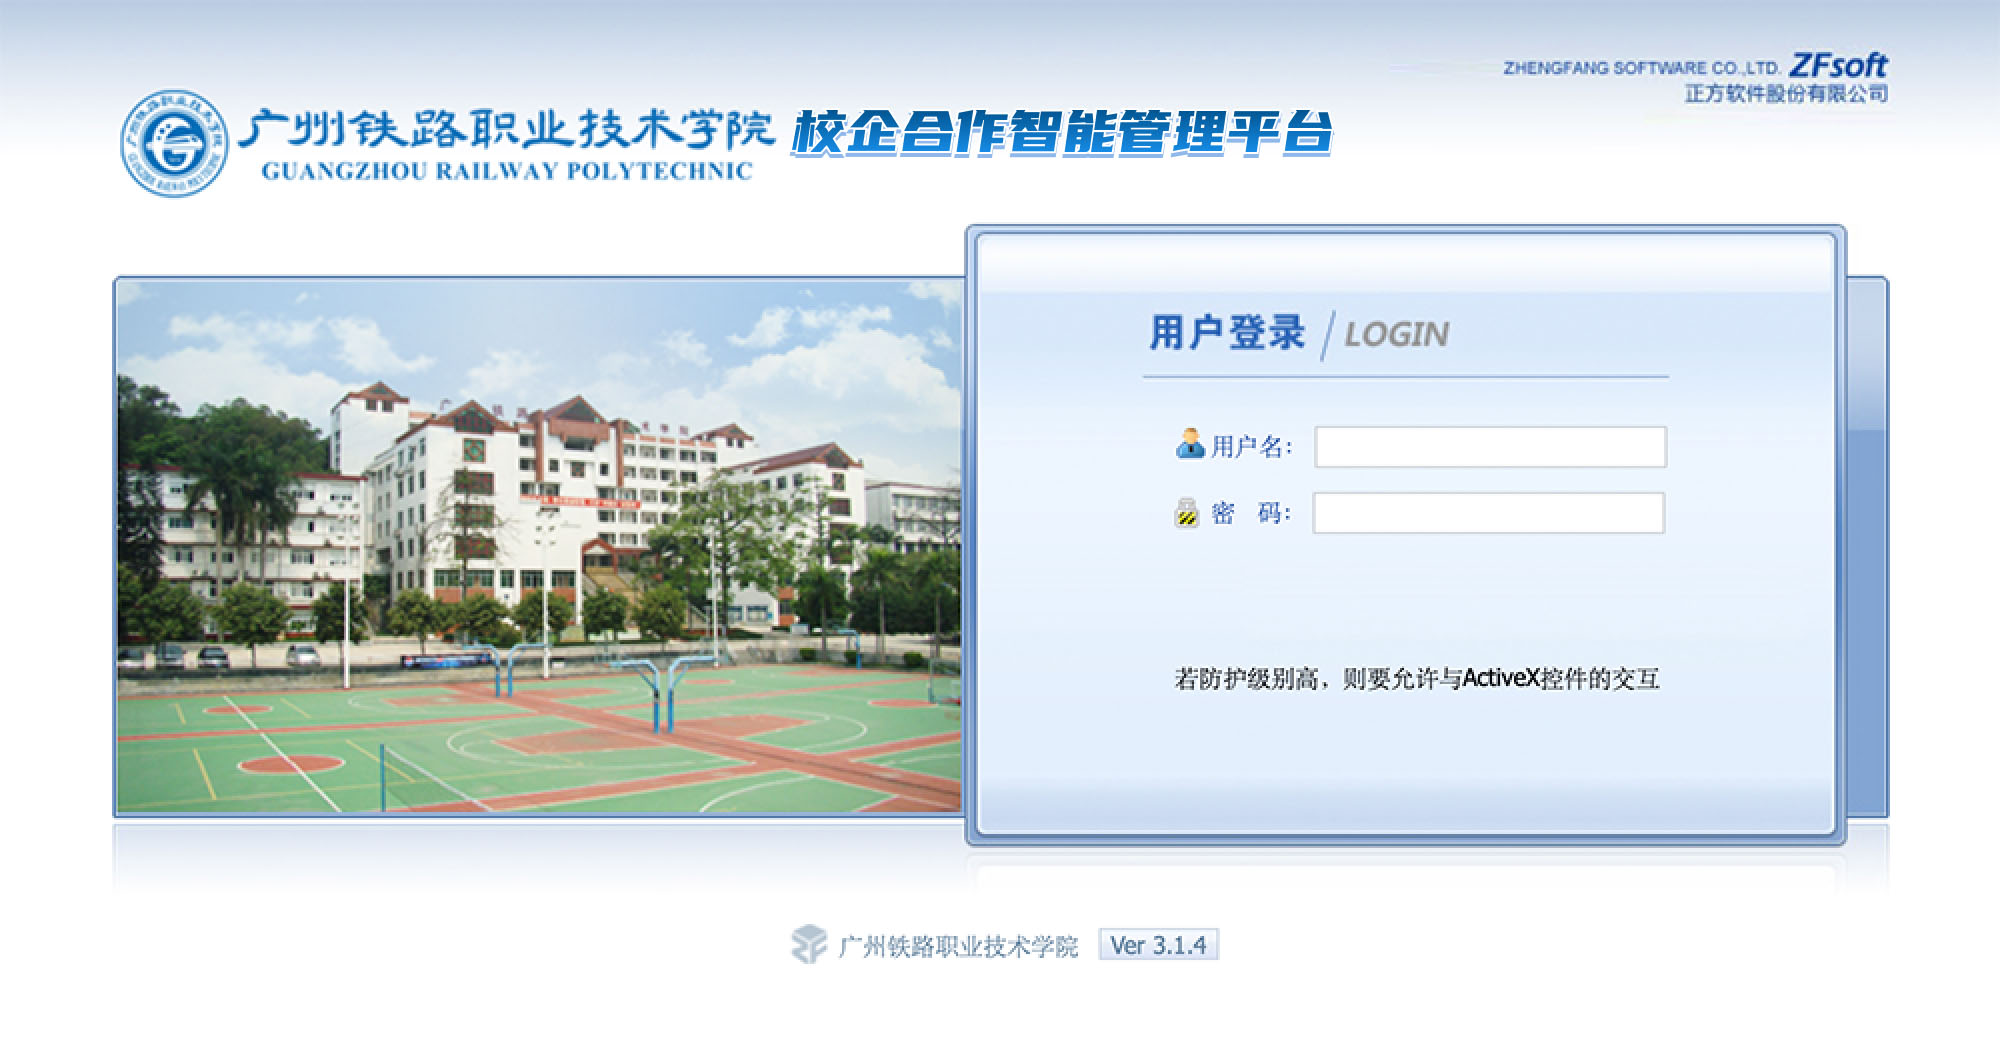 ZHENGFANG SOFTWARE CO.,LTD. ZFsoft
正方软件股份有限公司
广州铁路职业技术学院 校企合作智能管理平台
GUANGZHOU RAILWAY POLYTECHNIC
用户登录 / LOGIN
用户名：
密 码：
若防护级别高，则要允许与ActiveX控件的交互
广州铁路职业技术学院 Ver 3.1.4